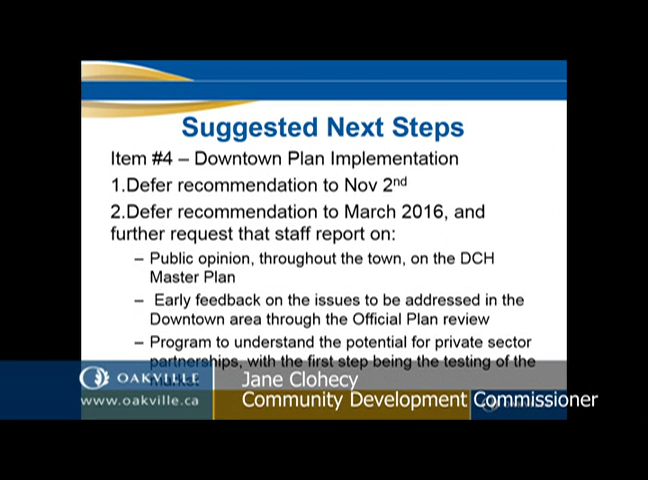 Suggested Next Steps
Item #4 – Downtown Plan Implementation
1.Defer recommendation to Nov 2nd
2.Defer recommendation to March 2016, and
further request that staff report on:
– Public opinion, throughout the town, on the DCH
Master Plan
– Early feedback on the issues to be addressed in the
Downtown area through the Official Plan review
– Program to understand the potential for private sector
partnerships, with the first step being the testing of the
OAKVILLE
www.oakville.ca
Jane Clohecy
Community Development Commissioner